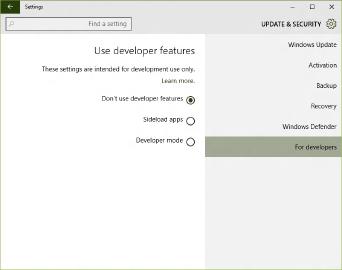 Settings
Find a setting
UPDATE & SECURITY
Use developer features
These settings are intended for development use only.
Learn more.
Don't use developer features
Sideload apps
Developer mode
Windows Update
Activation
Backup
Recovery
Windows Defender
For developers